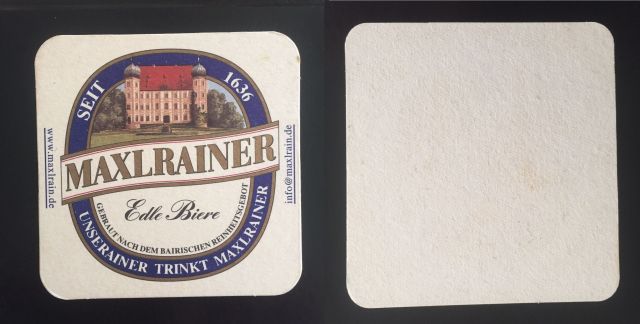 SEIT 1636
MAXLRAINER
Edle Biere
GEBRAUT NACH DEM BAIRISCHEN REINHEITSGEBOT
UNSERAINER TRINKT MAXLRAINER
www.maxlrain.de
info@maxlrain.de